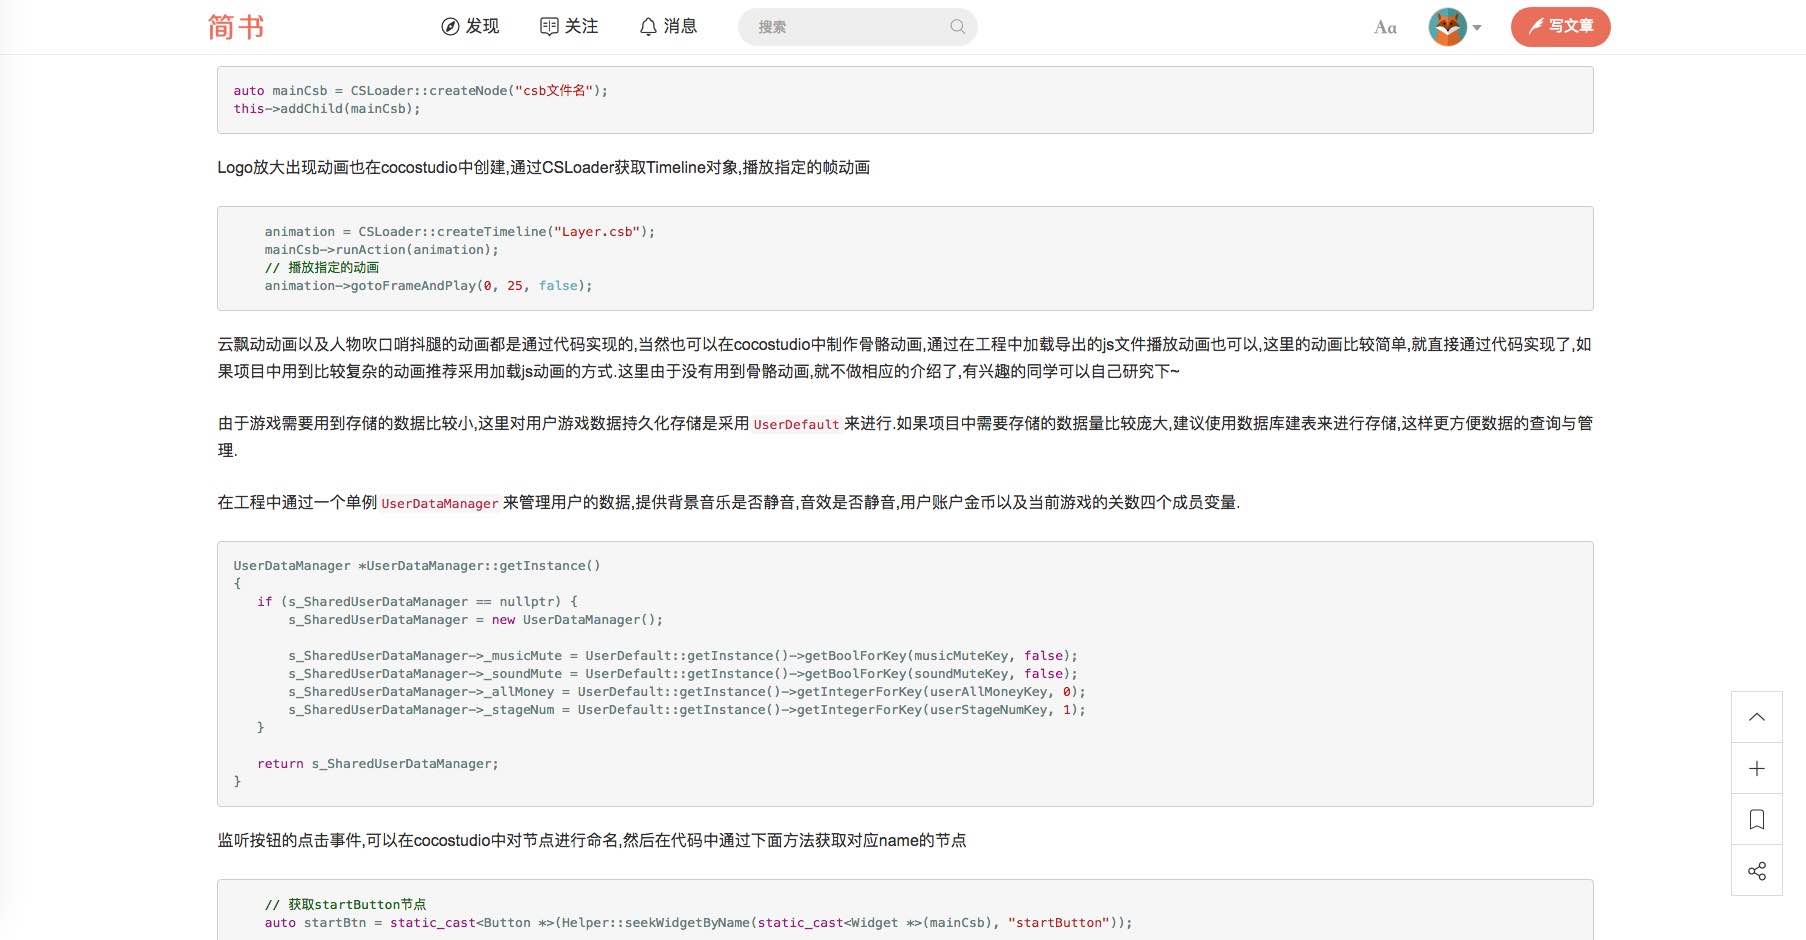 简书
发现 关注 消息 搜索 Aa 写文章
auto mainCsb = CSLoader::createNode("csb文件名");
this->addChild(mainCsb);
Logo放大出现动画也在cocostudio中创建,通过CSLoader获取Timeline对象,播放指定的帧动画
animation = CSLoader::createTimeline("Layer.csb");
mainCsb->runAction(animation);
// 播放指定的动画
animation->gotoFrameAndPlay(0, 25, false);
云飘动动画以及人物吹口哨抖腿的动画都是通过代码实现的,当然也可以在cocostudio中制作骨骼动画,通过在工程中加载导出的js文件播放动画也可以,这里的动画比较简单,就直接通过代码实现了,如
果项目中用到比较复杂的动画推荐采用加载js动画的方式.这里由于没有用到骨骼动画,就不做相应的介绍了,有兴趣的同学可以自己研究下~
由于游戏需要用到存储的数据比较小,这里对用户游戏数据持久化存储是采用 UserDefault 来进行.如果项目中需要存储的数据量比较庞大,建议使用数据库建表来进行存储,这样更方便数据的查询与管
理.
在工程中通过一个单例 UserDataManager 来管理用户的数据,提供背景音乐是否静音,音效是否静音,用户账户金币以及当前游戏的关数四个成员变量.
UserDataManager *UserDataManager::getInstance()
{
if (s_SharedUserDataManager == nullptr) {
s_SharedUserDataManager = new UserDataManager();
s_SharedUserDataManager->_musicMute = UserDefault::getInstance()->getBoolForKey(musicMuteKey, false);
s_SharedUserDataManager->_soundMute = UserDefault::getInstance()->getBoolForKey(soundMuteKey, false);
s_SharedUserDataManager->_allMoney = UserDefault::getInstance()->getIntegerForKey(userAllMoneyKey, 0);
s_SharedUserDataManager->_stageNum = UserDefault::getInstance()->getIntegerForKey(userStageNumKey, 1);
}
return s_SharedUserDataManager;
}
监听按钮的点击事件,可以在cocostudio中对节点进行命名,然后在代码中通过下面方法获取对应name的节点
// 获取startButton节点
auto startBtn = static_cast<Button *>(Helper::seekWidgetByName(static_cast<Widget *>(mainCsb), "startButton"));